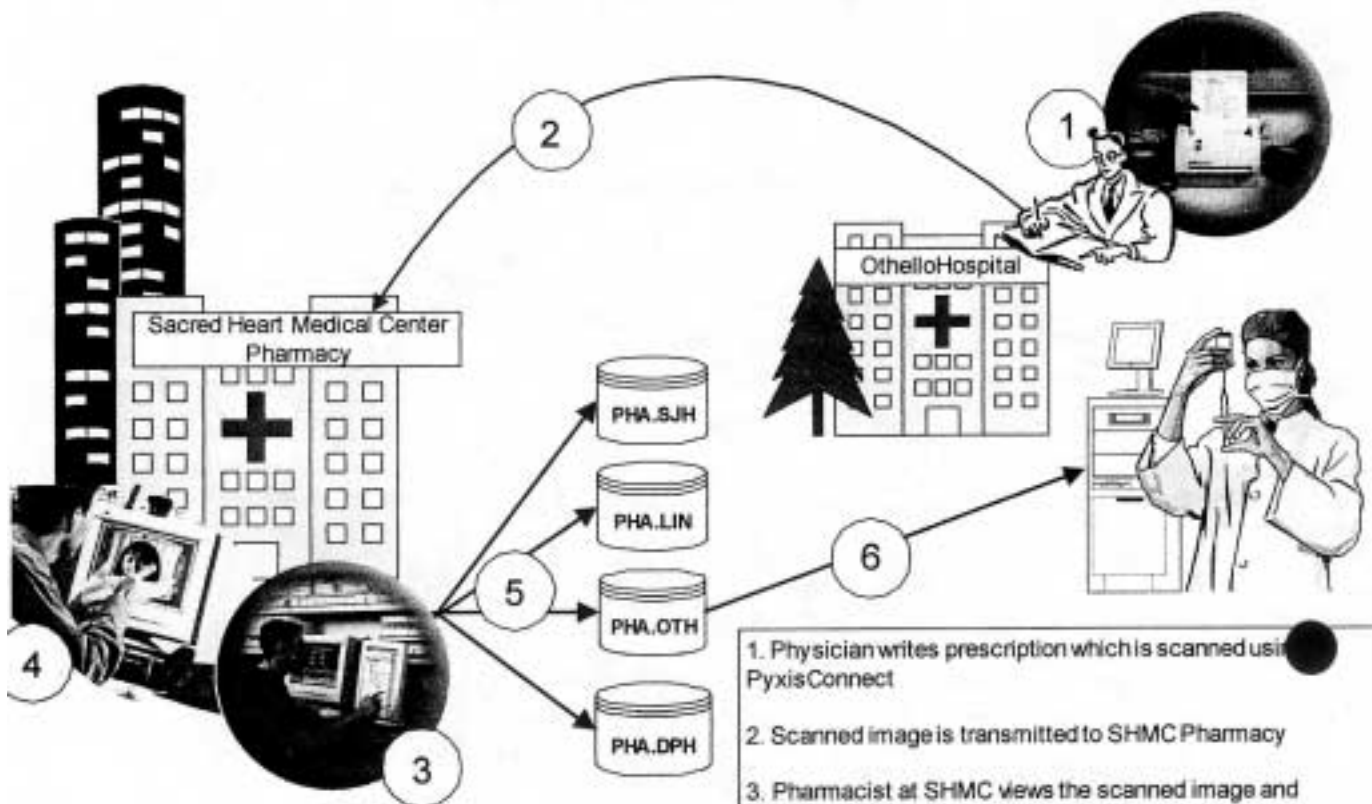 2
1
OthelloHospital
Sacred Heart Medical Center
Pharmacy
PHA.SJH
PHA.LIN
5
6
PHA.OTH
4
PHA.DPH
3
1. Physician writes prescription which is scanned
PyxisConnect
2. Scanned image is transmitted to SHMC Pharmacy
3. Pharmacist at SHMC views the scanned image and